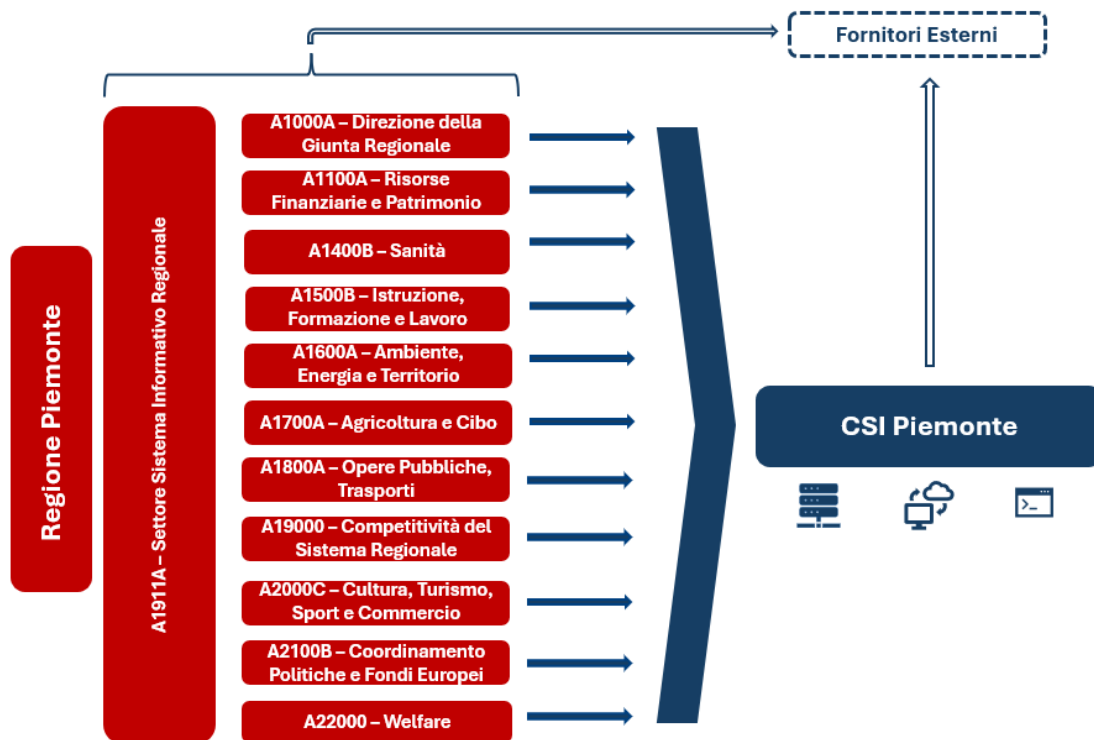 Fornitori Esterni
Regione Piemonte
A1911A – Settore Sistema Informativo Regionale
A1000A – Direzione della
Giunta Regionale
A1100A – Risorse
Finanziarie e Patrimonio
A1400B – Sanità
A1500B – Istruzione,
Formazione e Lavoro
A1600A – Ambiente,
Energia e Territorio
A1700A – Agricoltura e Cibo
A1800A – Opere Pubbliche,
Trasporti
A19000 – Competitività del
Sistema Regionale
A2000C – Cultura, Turismo,
Sport e Commercio
A2100B – Coordinamento
Politiche e Fondi Europei
A22000 – Welfare
CSI Piemonte